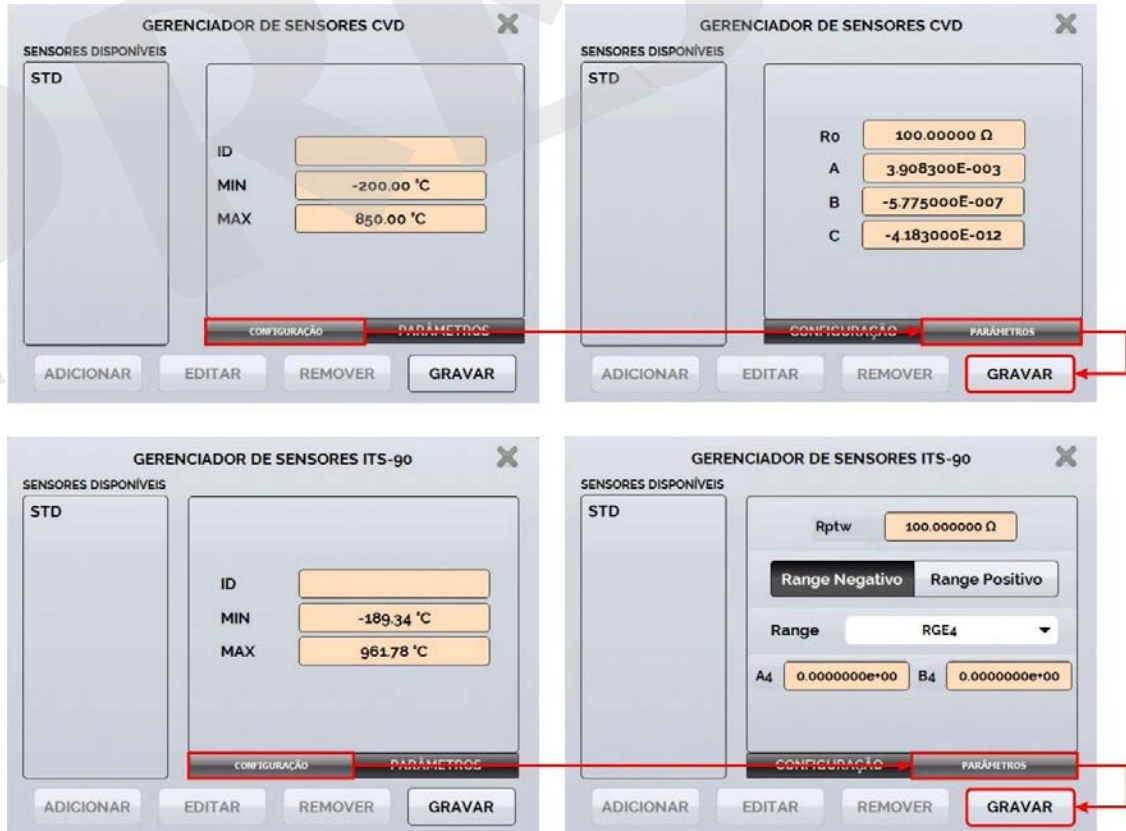 GERENCIADOR DE SENSORES CVD
SENSORES DISPONÍVEIS
STD
ID
MIN -200.00 °C
MAX 850.00 °C
CONFIGURAÇÃO PARÂMETROS
ADICIONAR EDITAR REMOVER GRAVAR
GERENCIADOR DE SENSORES CVD
SENSORES DISPONÍVEIS
STD
R0 100.00000 Ω
A 3.908300E-003
B -5.775000E-007
C -4.183000E-012
CONFIGURAÇÃO PARÂMETROS
ADICIONAR EDITAR REMOVER GRAVAR
GERENCIADOR DE SENSORES ITS-90
SENSORES DISPONÍVEIS
STD
ID
MIN -189.34 °C
MAX 961.78 °C
CONFIGURAÇÃO PARÂMETROS
ADICIONAR EDITAR REMOVER GRAVAR
GERENCIADOR DE SENSORES ITS-90
SENSORES DISPONÍVEIS
STD
Rptw 100.000000 Ω
Range Negativo Range Positivo
Range RGE4
A4 0.0000000e+00 B4 0.0000000e+00
CONFIGURAÇÃO PARÂMETROS
ADICIONAR EDITAR REMOVER GRAVAR